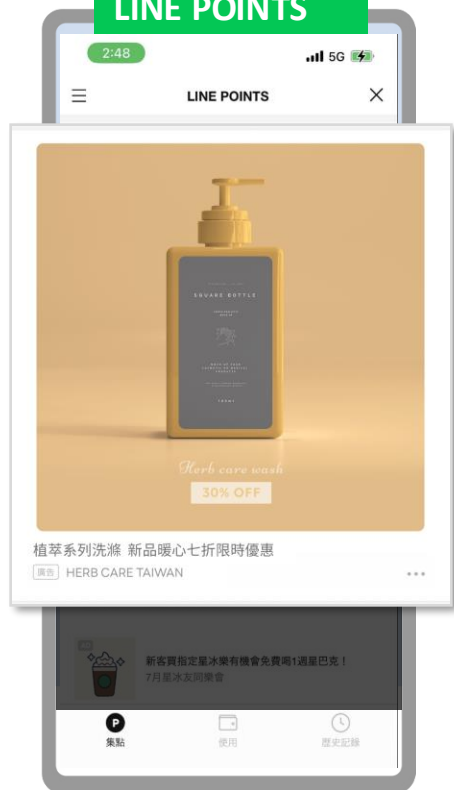 LINE POINTS
2:48
5G
LINE POINTS
SQUARE BOTTLE
Herb care wash
30% OFF
植萃系列洗滌 新品暖心七折限時優惠
廣告 HERB CARE TAIWAN
AD
新客買指定星冰樂有機會免費喝1週星巴克！
7月星冰友同樂會
P
集點
使用
歷史記錄